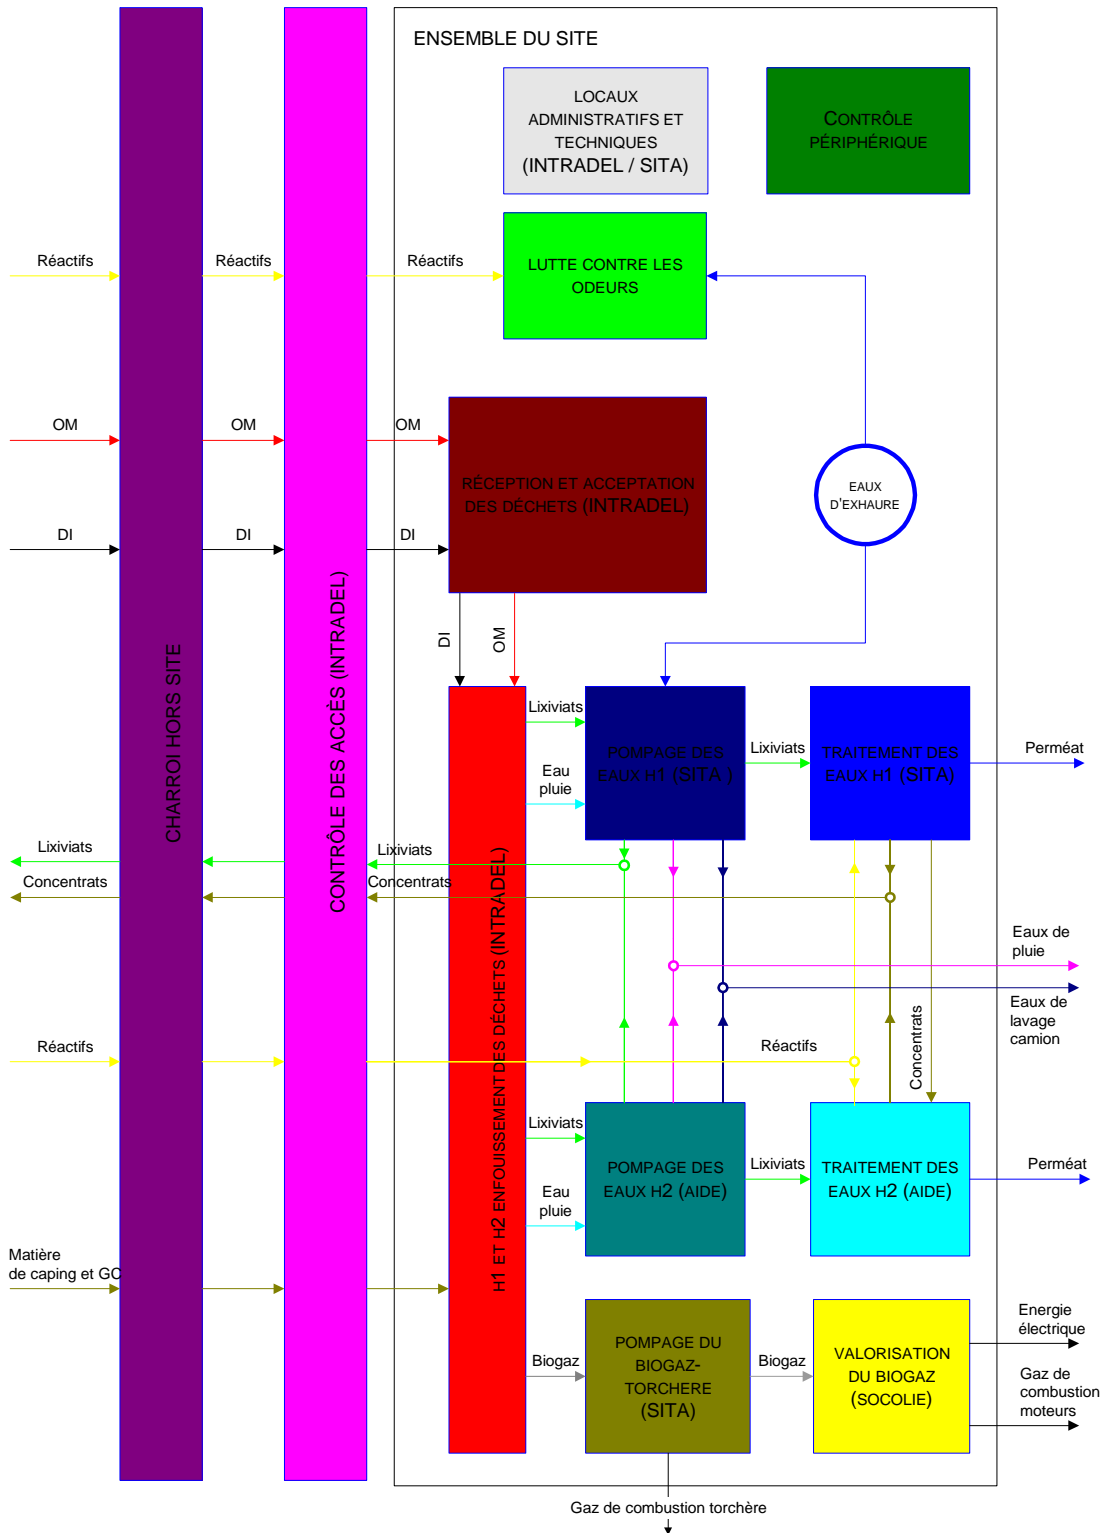 ENSEMBLE DU SITE
LOCAUX
ADMINISTRATIFS ET
TECHNIQUES
(INTRADEL / SITA)
CONTRÔLE
PÉRIPHÉRIQUE
Réactifs
Réactifs
Réactifs
LUTTE CONTRE LES
ODEURS
OM
OM
OM
RÉCEPTION ET ACCEPTATION
DES DÉCHETS (INTRADEL)
EAUX
D'EXHAURE
DI
DI
DI
DI
OM
CHARROI HORS SITE
CONTRÔLE DES ACCÈS (INTRADEL)
H1 ET H2 ENFOUISSEMENT DES DÉCHETS (INTRADEL)
Lixiviats
POMPAGE DES
EAUX H1 (SITA )
Lixiviats
TRAITEMENT DES
EAUX H1 (SITA)
Perméat
Eau
pluie
Lixiviats
Lixiviats
Concentrats
Concentrats
Eaux de
pluie
Eaux de
lavage
camion
Réactifs
Réactifs
Concentrats
Lixiviats
POMPAGE DES
EAUX H2 (AIDE)
Lixiviats
TRAITEMENT DES
EAUX H2 (AIDE)
Perméat
Eau
pluie
Matière
de caping et GC
Biogaz
POMPAGE DU
BIOGAZ-
TORCHERE
(SITA)
Biogaz
VALORISATION
DU BIOGAZ
(SOCOLIE)
Energie
électrique
Gaz de
combustion
moteurs
Gaz de combustion torchère